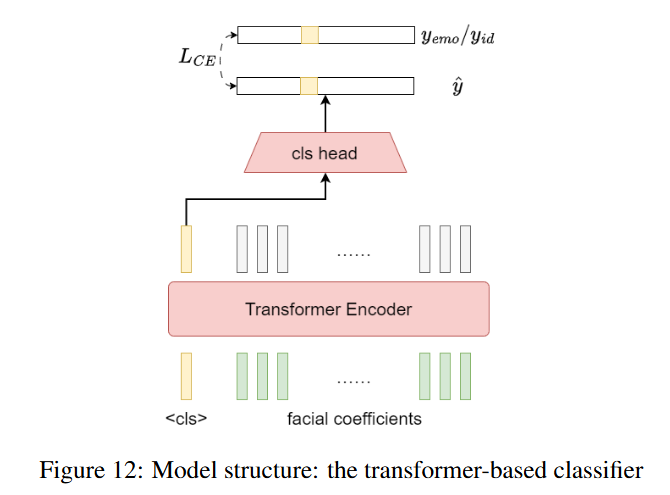 y_{emo}/y_{id}
L_{CE}
ŷ
cls head
......
Transformer Encoder
......
<cls> facial coefficients
Figure 12: Model structure: the transformer-based classifier